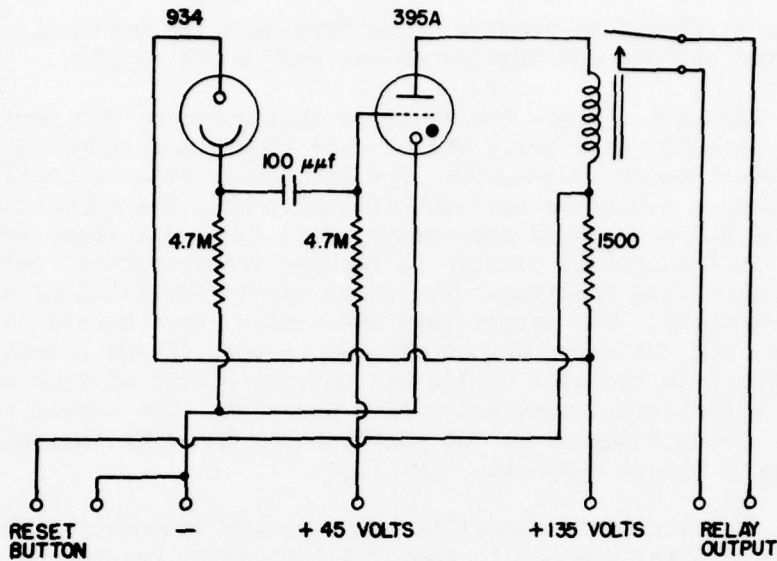 934 395A
100 μμf
4.7M 4.7M 1500
RESET BUTTON — + 45 VOLTS +135 VOLTS RELAY OUTPUT